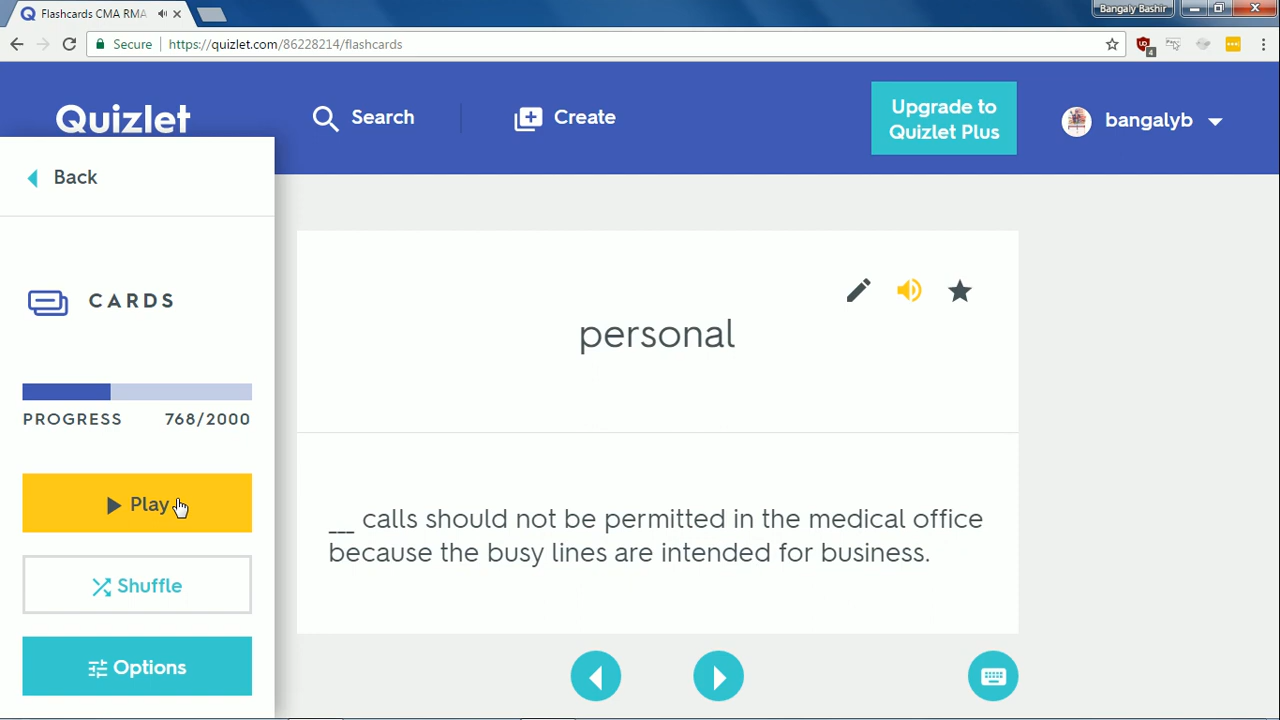 Flashcards CMA RMA
Bangaly Bashir
Secure
https://quizlet.com/86228214/flashcards
4
Quizlet
Search
Create
Upgrade to
Quizlet Plus
bangalyb
Back
CARDS
PROGRESS 768/2000
Play
Shuffle
Options
personal
___ calls should not be permitted in the medical office
because the busy lines are intended for business.